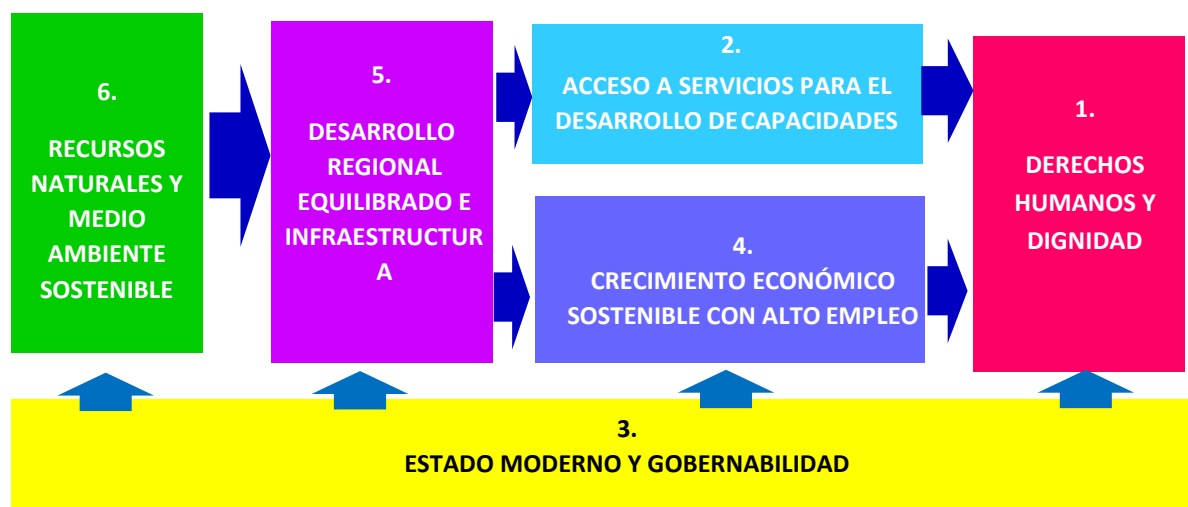 6.
RECURSOS
NATURALES Y
MEDIO
AMBIENTE
SOSTENIBLE
5.
DESARROLLO
REGIONAL
EQUILIBRADO E
INFRAESTRUCTUR
A
2.
ACCESO A SERVICIOS PARA EL
DESARROLLO DE CAPACIDADES
4.
CRECIMIENTO ECONÓMICO
SOSTENIBLE CON ALTO EMPLEO
1.
DERECHOS
HUMANOS Y
DIGNIDAD
3.
ESTADO MODERNO Y GOBERNABILIDAD